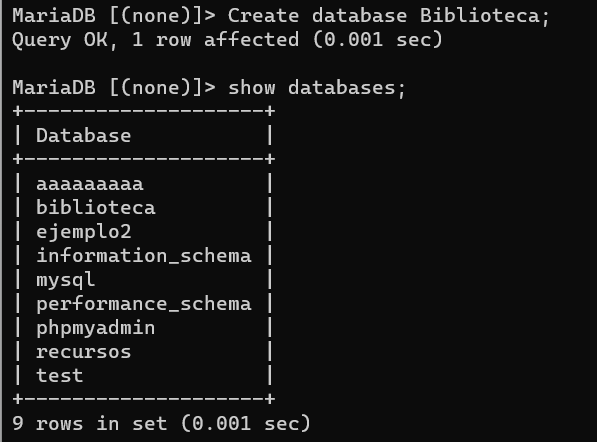 MariaDB [(none)]> Create database Biblioteca;
Query OK, 1 row affected (0.001 sec)
MariaDB [(none)]> show databases;
+--------------------+
| Database           |
+--------------------+
| aaaaaaaaa          |
| biblioteca         |
| ejemplo2           |
| information_schema |
| mysql              |
| performance_schema |
| phpmyadmin         |
| recursos           |
| test               |
+--------------------+
9 rows in set (0.001 sec)